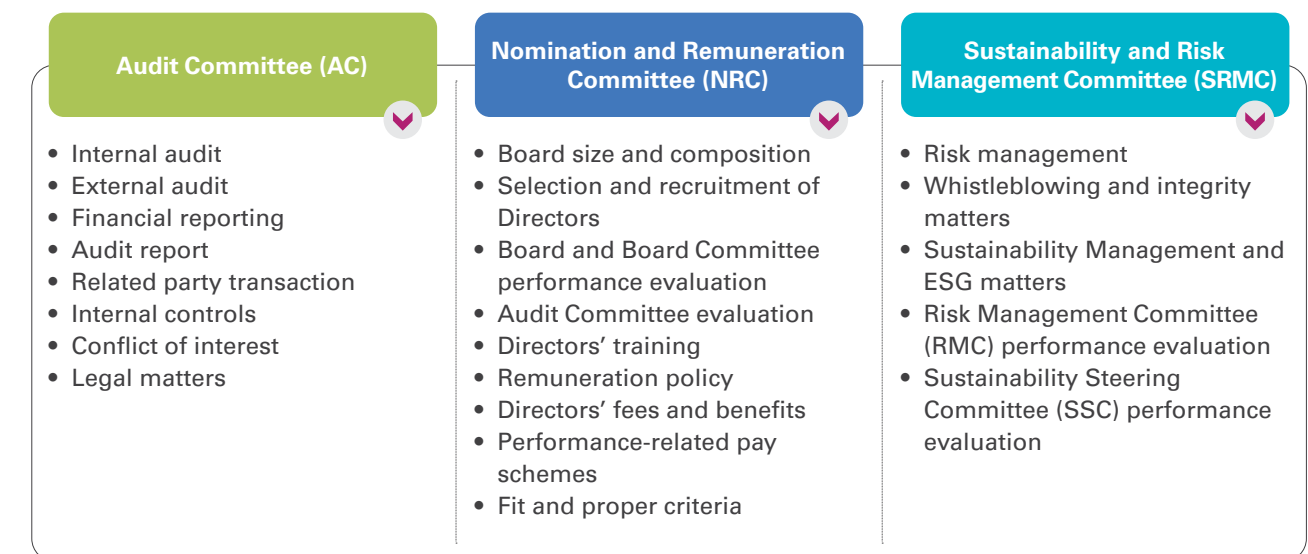 Audit Committee (AC)
• Internal audit
• External audit
• Financial reporting
• Audit report
• Related party transaction
• Internal controls
• Conflict of interest
• Legal matters
Nomination and Remuneration
Committee (NRC)
• Board size and composition
• Selection and recruitment of
Directors
• Board and Board Committee
performance evaluation
• Audit Committee evaluation
• Directors’ training
• Remuneration policy
• Directors’ fees and benefits
• Performance-related pay
schemes
• Fit and proper criteria
Sustainability and Risk
Management Committee (SRMC)
• Risk management
• Whistleblowing and integrity
matters
• Sustainability Management and
ESG matters
• Risk Management Committee
(RMC) performance evaluation
• Sustainability Steering
Committee (SSC) performance
evaluation